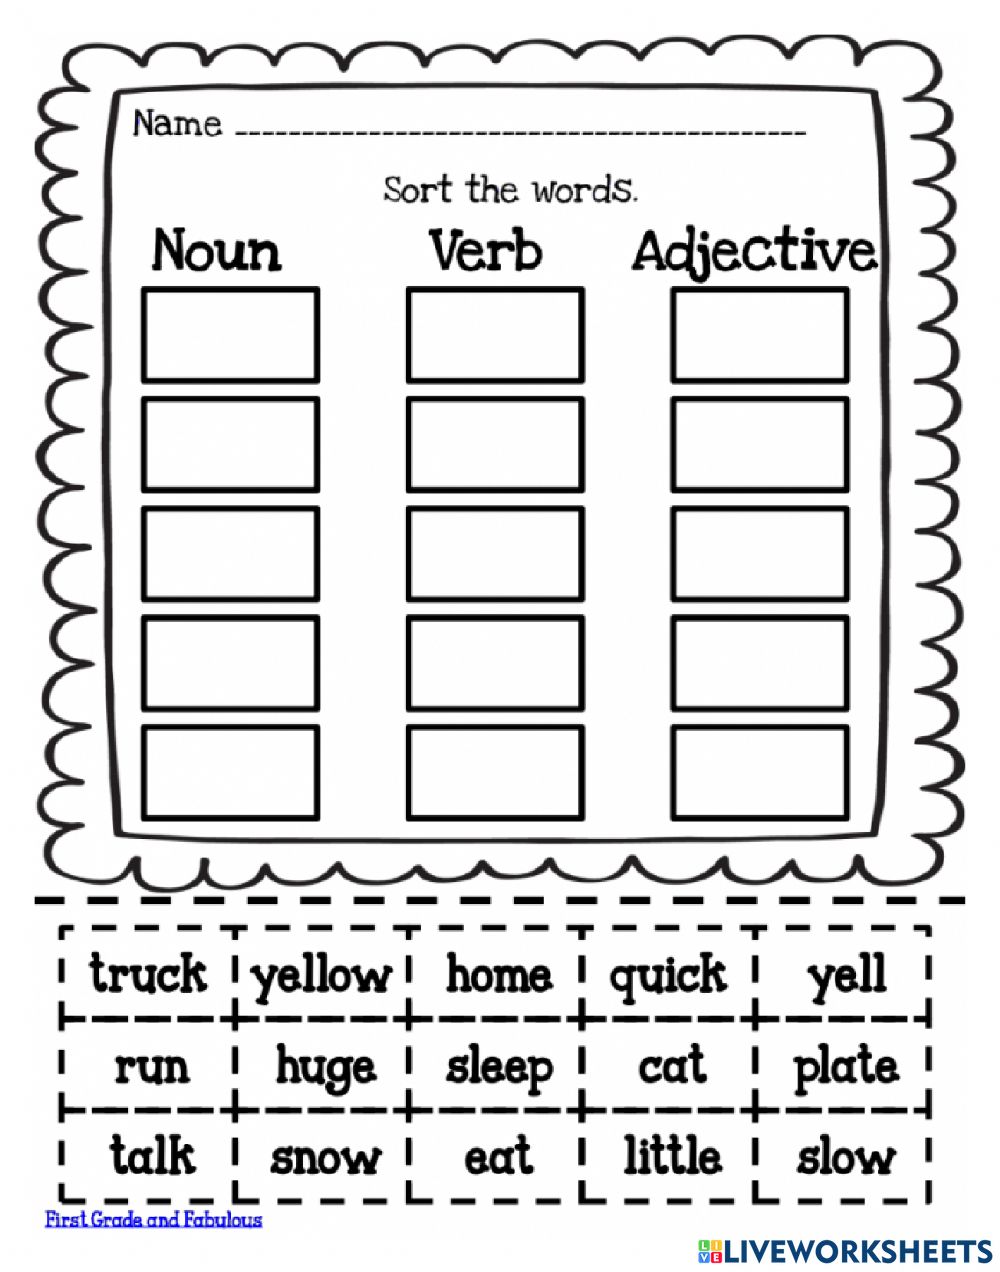 Name
Sort the words.
Noun Verb Adjective
truck yellow home quick yell
run huge sleep cat plate
talk snow eat little slow
First Grade and Fabulous
LIVE LIVEWORKSHEETS